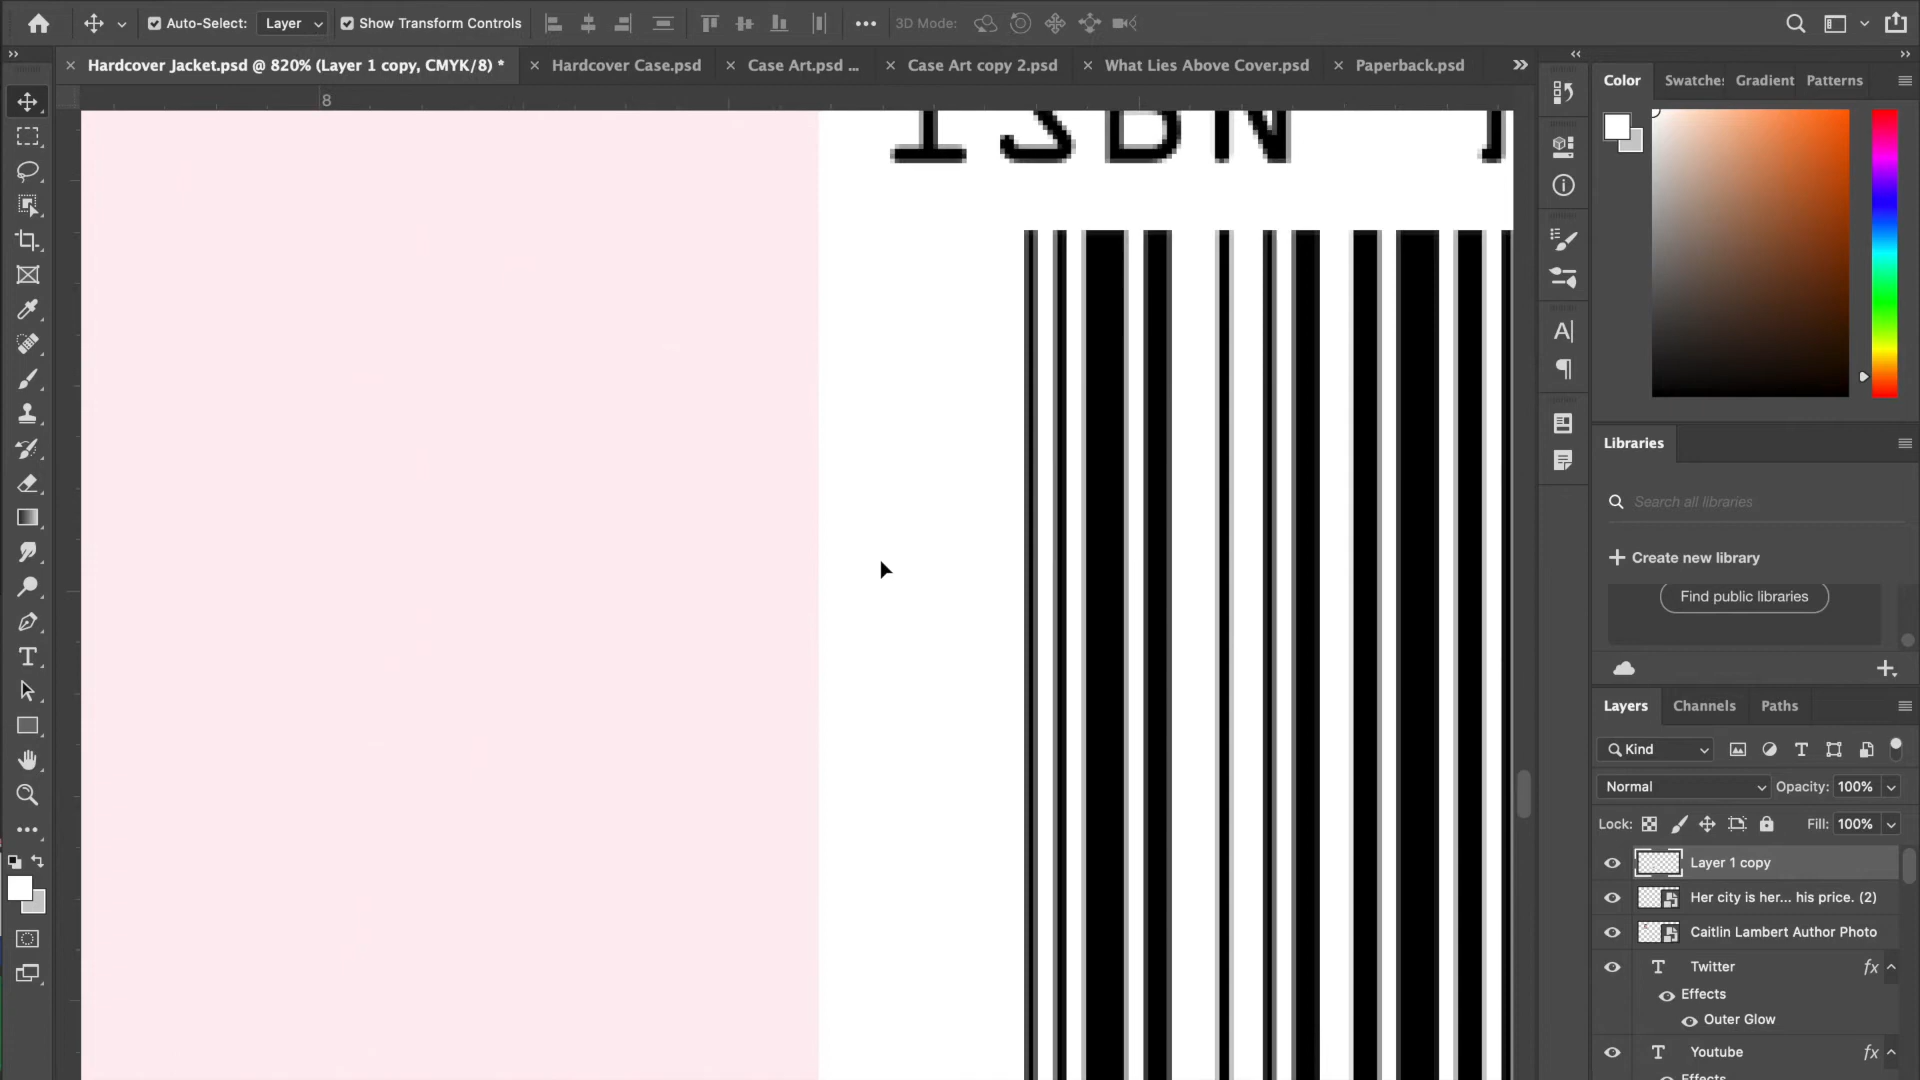 Auto-Select: Layer Show Transform Controls 3D Mode:
Hardcover Jacket.psd @ 820% (Layer 1 copy, CMYK/8) * Hardcover Case.psd Case Art.psd ... Case Art copy 2.psd What Lies Above Cover.psd Paperback.psd
8
ISBN
Color Swatches Gradient Patterns
Libraries
Search all libraries
Create new library
Find public libraries
Layers Channels Paths
Kind
Normal Opacity: 100%
Lock: Fill: 100%
Layer 1 copy
Her city is her... his price. (2)
Caitlin Lambert Author Photo
Twitter fx
Effects
Outer Glow
Youtube fx
Effects